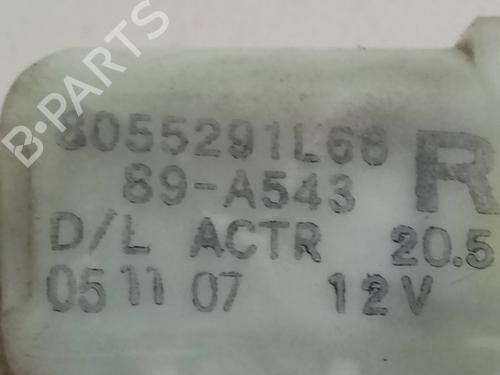 B-PARTS
8055291L68
89-A543
R
D/L ACTR 20.5
05 11 07 12V